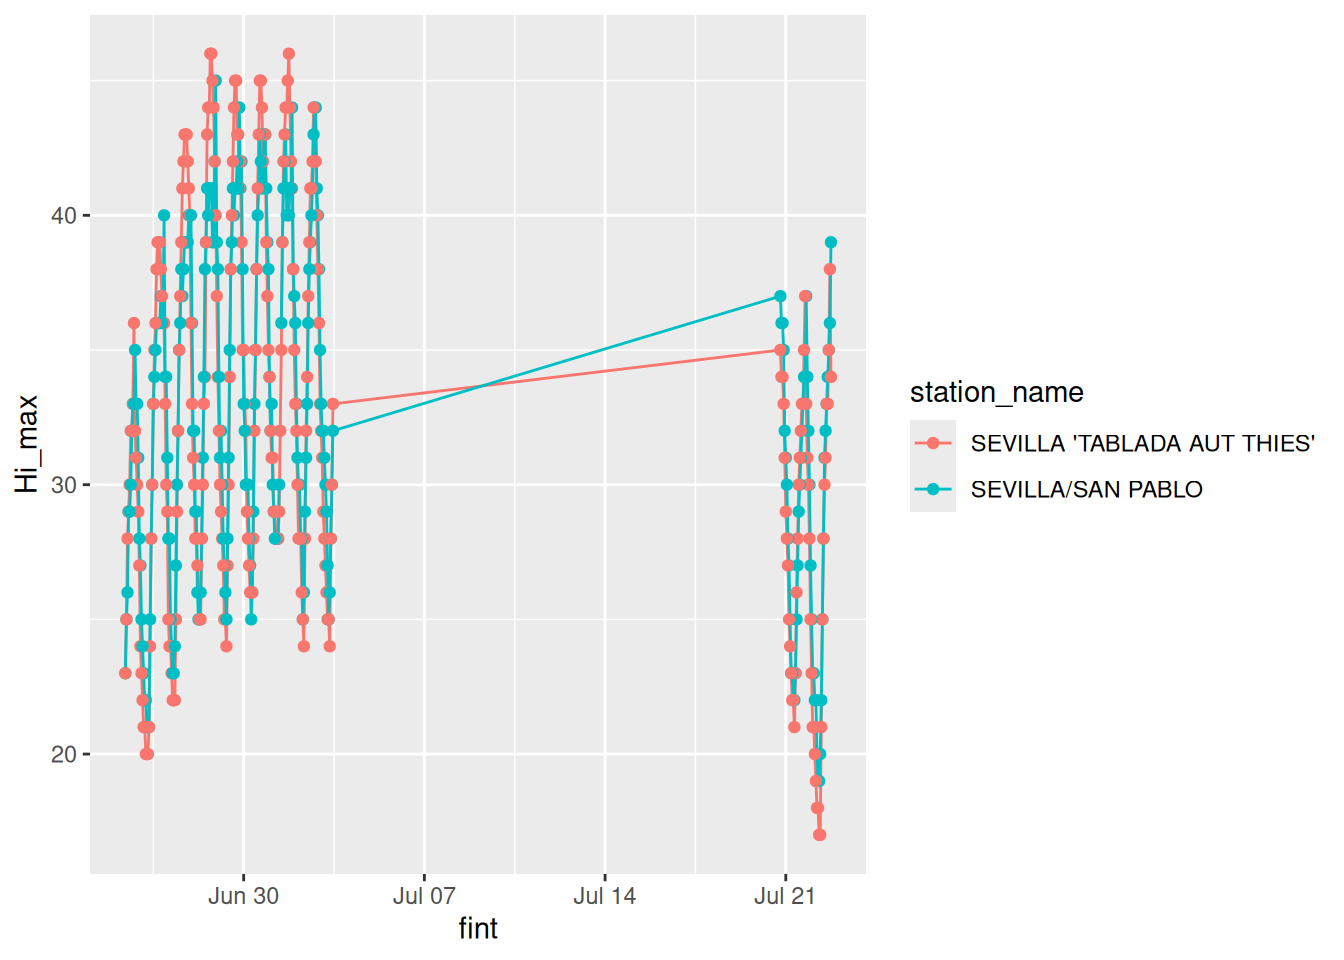 40
30
20
Hi_max
Jun 30
Jul 07
Jul 14
Jul 21
fint
station_name
SEVILLA 'TABLADA AUT THIES'
SEVILLA/SAN PABLO